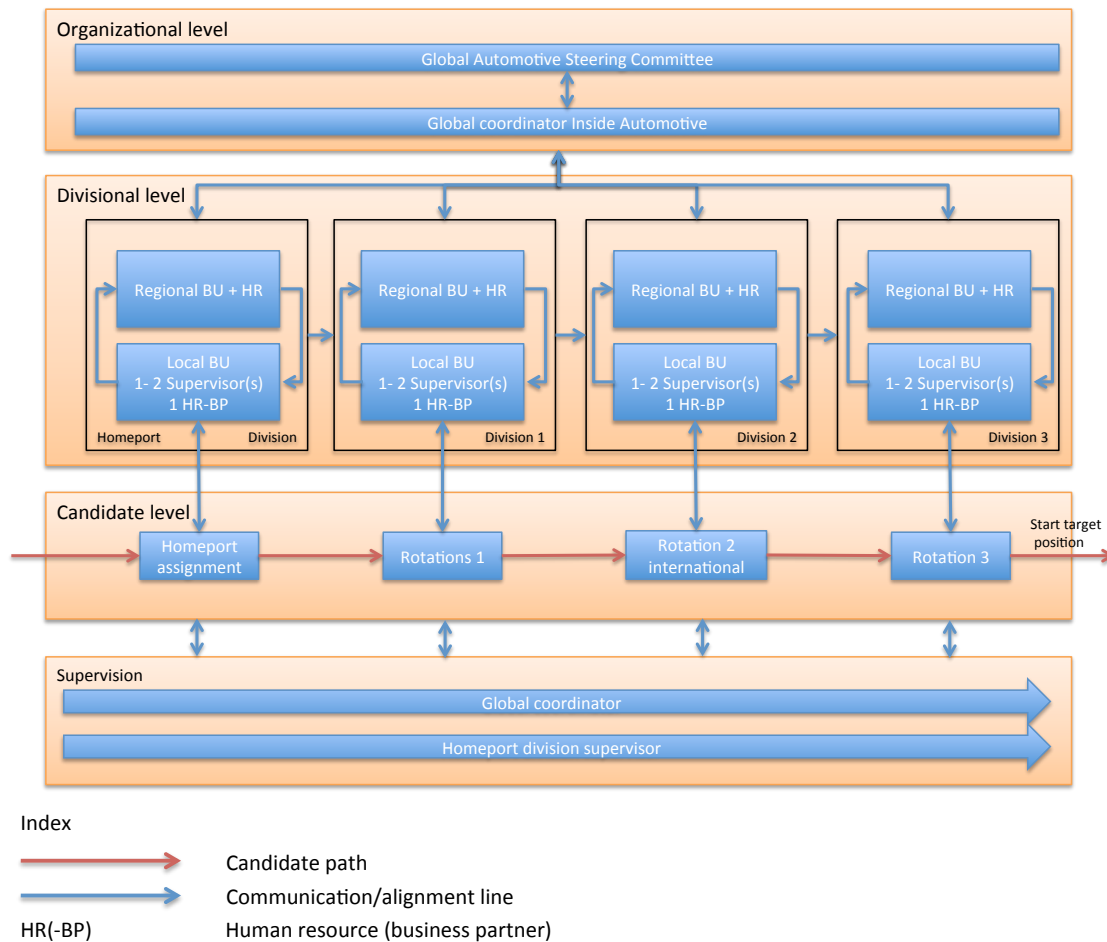 Organizational level
Global Automotive Steering Committee
Global coordinator Inside Automotive
Divisional level
Regional BU + HR
Local BU
1- 2 Supervisor(s)
1 HR-BP
Homeport Division
Regional BU + HR
Local BU
1- 2 Supervisor(s)
1 HR-BP
Division 1
Regional BU + HR
Local BU
1- 2 Supervisor(s)
1 HR-BP
Division 2
Regional BU + HR
Local BU
1- 2 Supervisor(s)
1 HR-BP
Division 3
Candidate level
Homeport
assignment
Rotations 1
Rotation 2
international
Rotation 3
Start target
position
Supervision
Global coordinator
Homeport division supervisor
Index
Candidate path
Communication/alignment line
HR(-BP) Human resource (business partner)